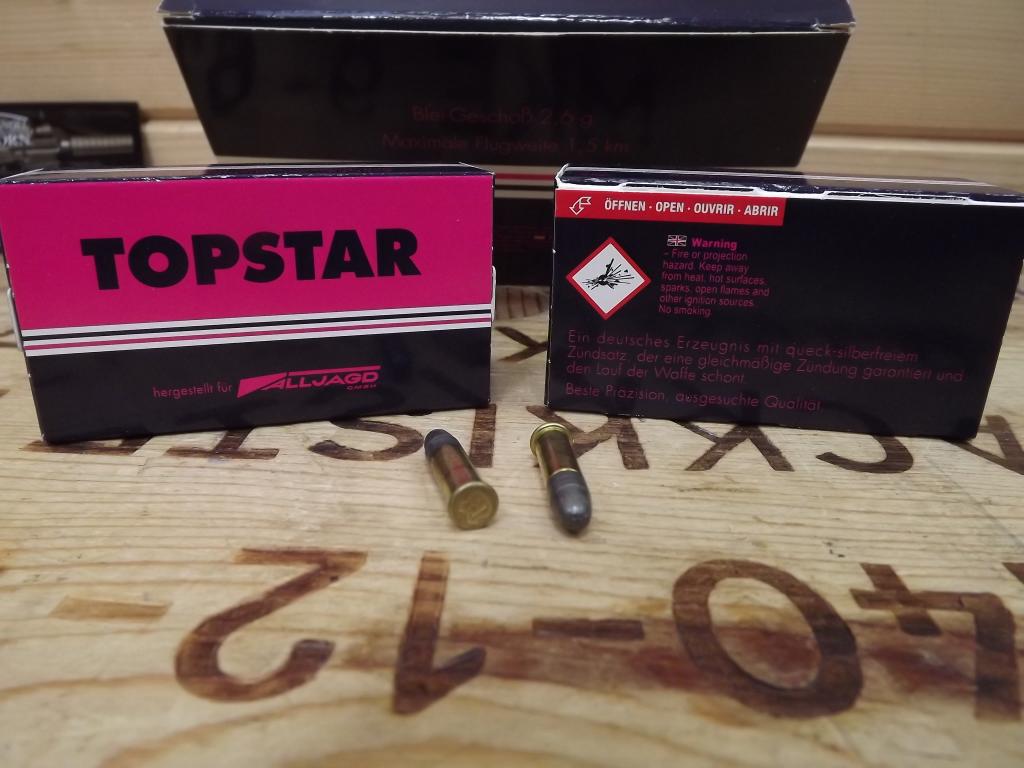 Blei Geschoß 2,6 g
Maximale Flugweite 1,5 km
TOPSTAR
hergestellt für ALLJAGD
GMBH
ÖFFNEN · OPEN · OUVRIR · ABRIR
Warning
– Fire or projection
hazard. Keep away
from heat, hot surfaces,
sparks, open flames and
other ignition sources.
No smoking.
Ein deutsches Erzeugnis mit queck-silberfreiem
Zündsatz, der eine gleichmäßige Zündung garantiert und
den Lauf der Waffe schont.
Beste Präzision, ausgesuchte Qualität
40-12-